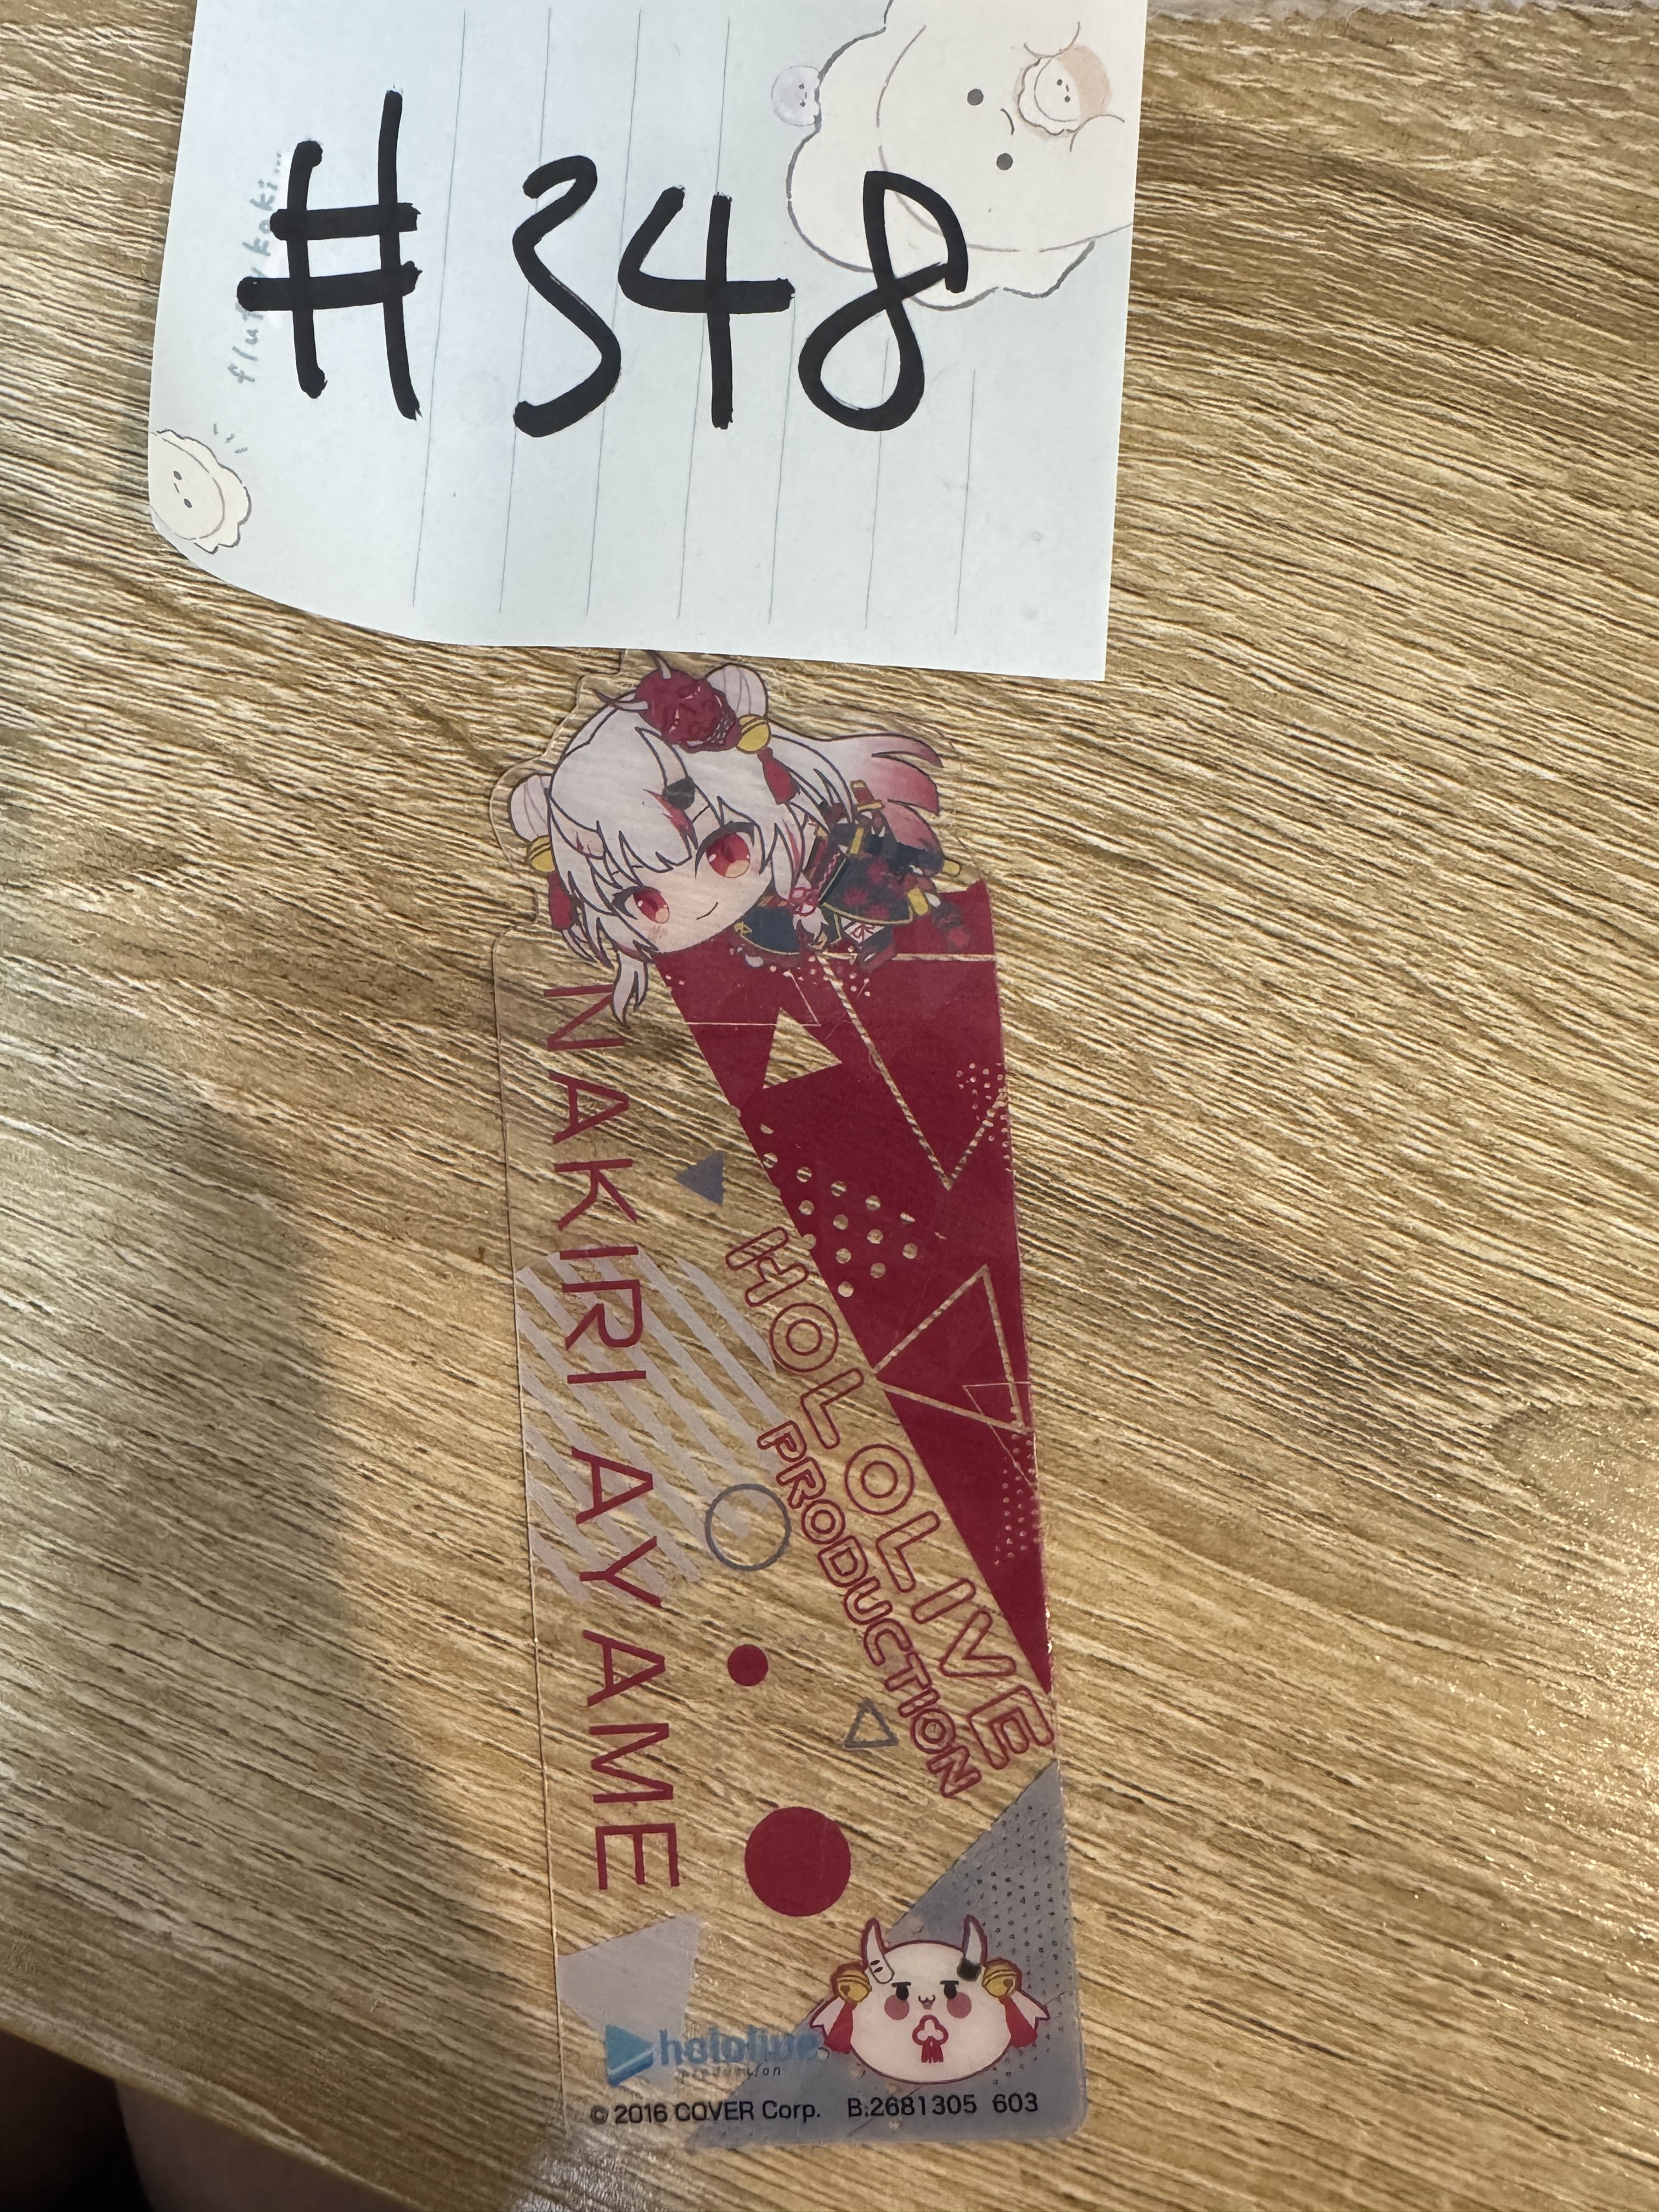 #348
NAKIRI AYAME
HOLOLIVE
PRODUCTION
hololive
production
© 2016 COVER Corp. B:2681305 603